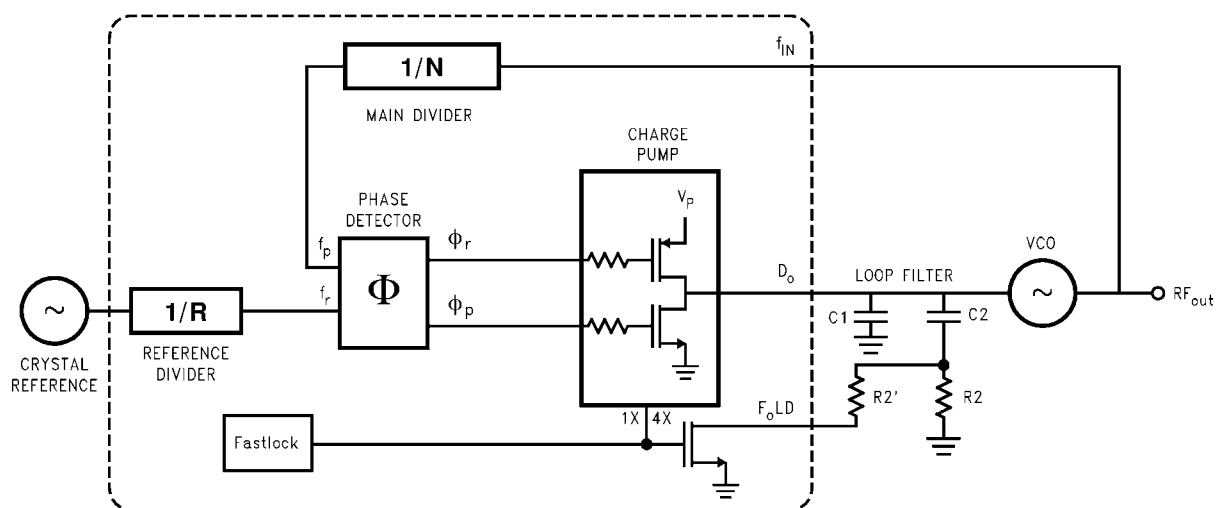 1/N
MAIN DIVIDER
f_IN
CHARGE
PUMP
V_P
PHASE
DETECTOR
f_p
f_r
Φ
ϕ_r
ϕ_p
D_o
LOOP FILTER
VCO
~
RF_out
C1
C2
~
CRYSTAL
REFERENCE
1/R
REFERENCE
DIVIDER
1X 4X
F_oLD
R2'
R2
Fastlock